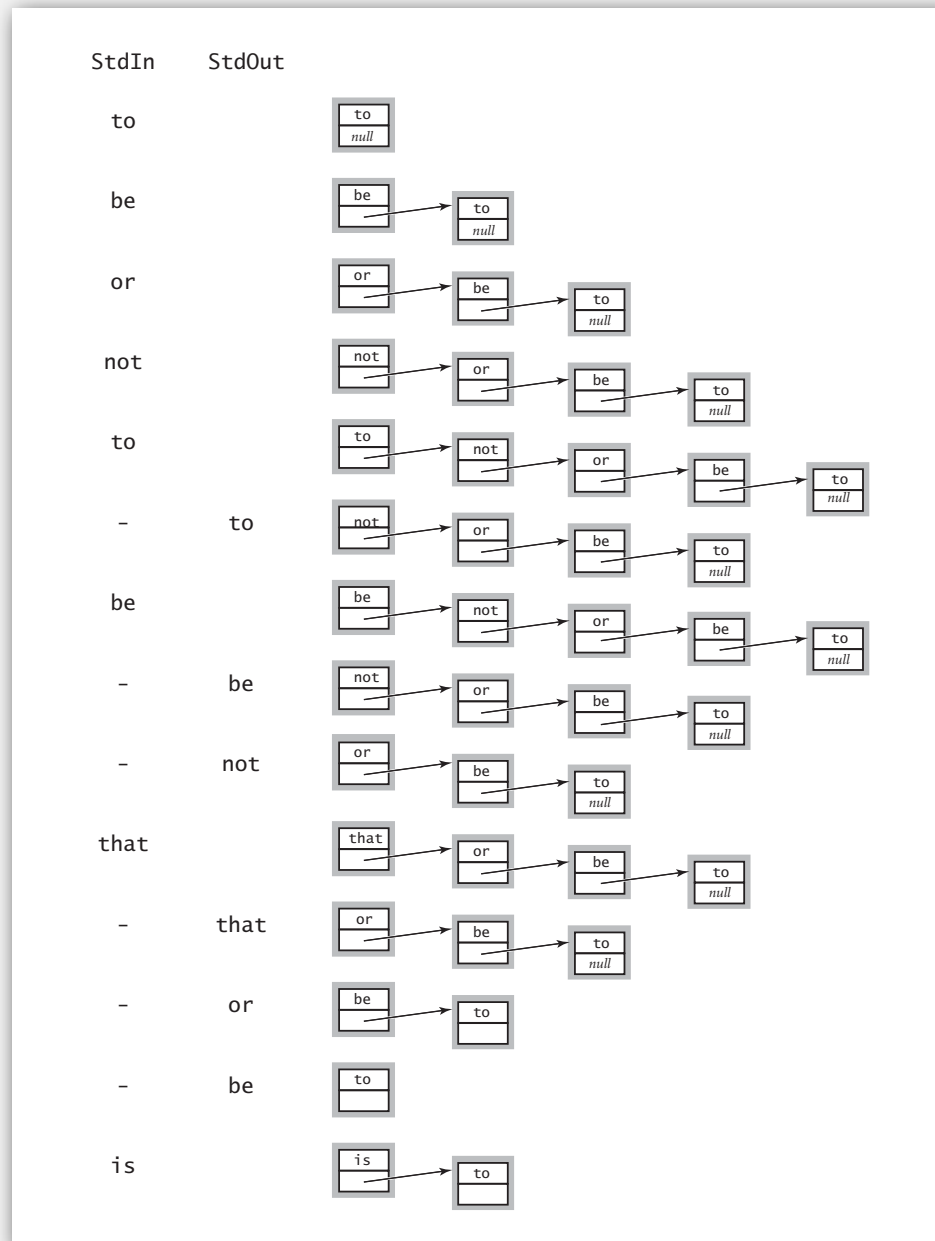 StdIn StdOut
to to
null
be be to
null
or or be to
null
not not or be to
null
to to not or be to
null
- to not or be to
null
be be not or be to
null
- be not or be to
null
- not or be to
null
that that or be to
null
- that or be to
null
- or be to
- be to
is is to